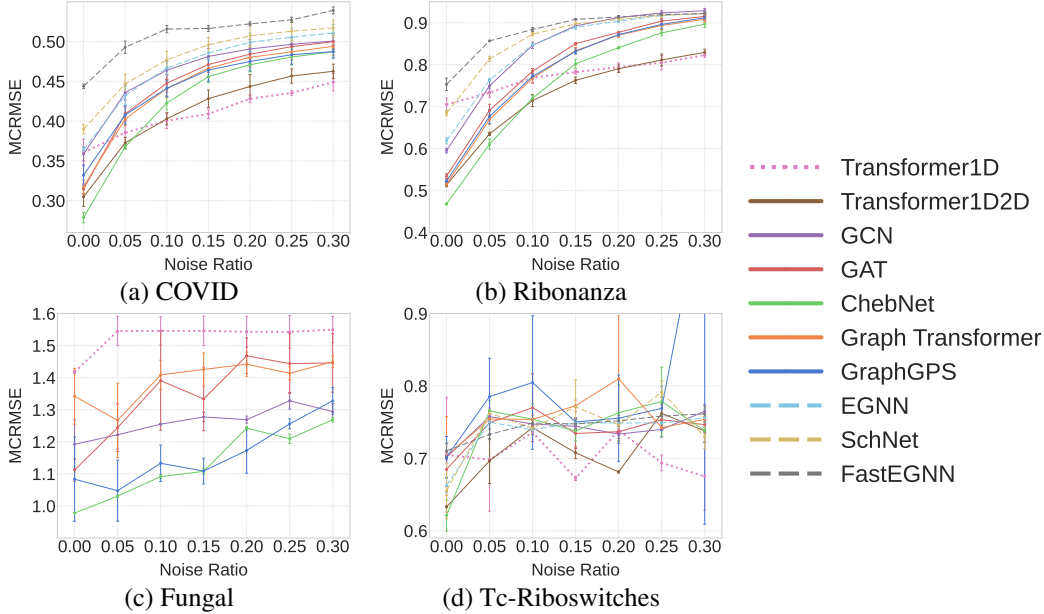 MCRMSE
0.50
0.45
0.40
0.35
0.30
0.00 0.05 0.10 0.15 0.20 0.25 0.30
Noise Ratio
(a) COVID
MCRMSE
0.9
0.8
0.7
0.6
0.5
0.4
0.00 0.05 0.10 0.15 0.20 0.25 0.30
Noise Ratio
(b) Ribonanza
MCRMSE
1.6
1.5
1.4
1.3
1.2
1.1
1.0
0.00 0.05 0.10 0.15 0.20 0.25 0.30
Noise Ratio
(c) Fungal
MCRMSE
0.9
0.8
0.7
0.6
0.00 0.05 0.10 0.15 0.20 0.25 0.30
Noise Ratio
(d) Tc-Riboswitches
Transformer1D
Transformer1D2D
GCN
GAT
ChebNet
Graph Transformer
GraphGPS
EGNN
SchNet
FastEGNN